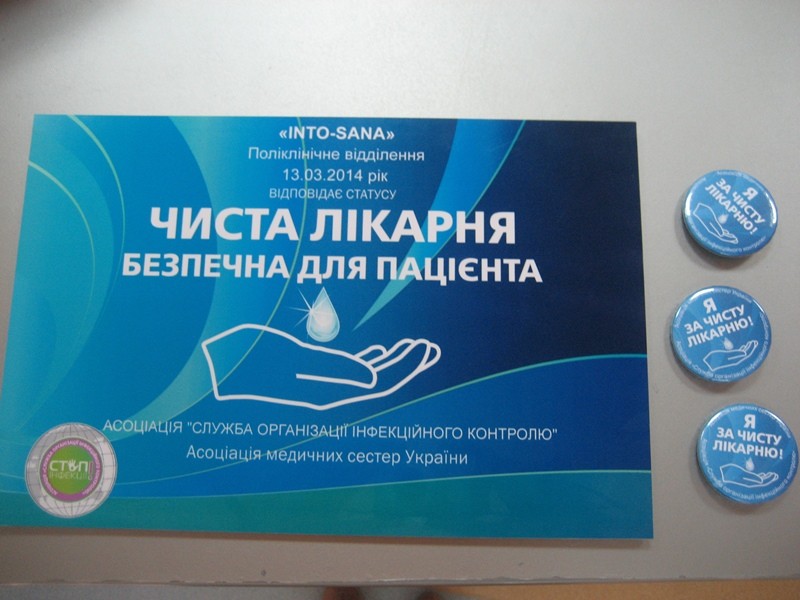 «INTO-SANA»
Поліклінічне відділення
13.03.2014 рік
ВІДПОВІДАЄ СТАТУСУ
ЧИСТА ЛІКАРНЯ
БЕЗПЕЧНА ДЛЯ ПАЦІЄНТА
АСОЦІАЦІЯ "СЛУЖБА ОРГАНІЗАЦІЇ ІНФЕКЦІЙНОГО КОНТРОЛЮ"
Асоціація медичних сестер України
СТОП
ІНФЕКЦІЇ
Я
ЗА ЧИСТУ
ЛІКАРНЮ!
Я
ЗА ЧИСТУ
ЛІКАРНЮ!
Я
ЗА ЧИСТУ
ЛІКАРНЮ!